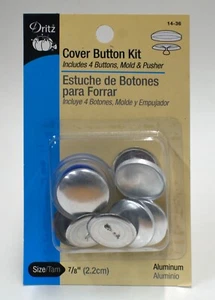 Dritz
14-26
Cover Button Kit
Includes 4 Buttons, Mold & Pusher
Estuche de Botones
para Forrar
Incluye 4 Botones, Molde y Empujador
Size/Tam 7/8" (2.2cm)
Aluminum
Aluminio